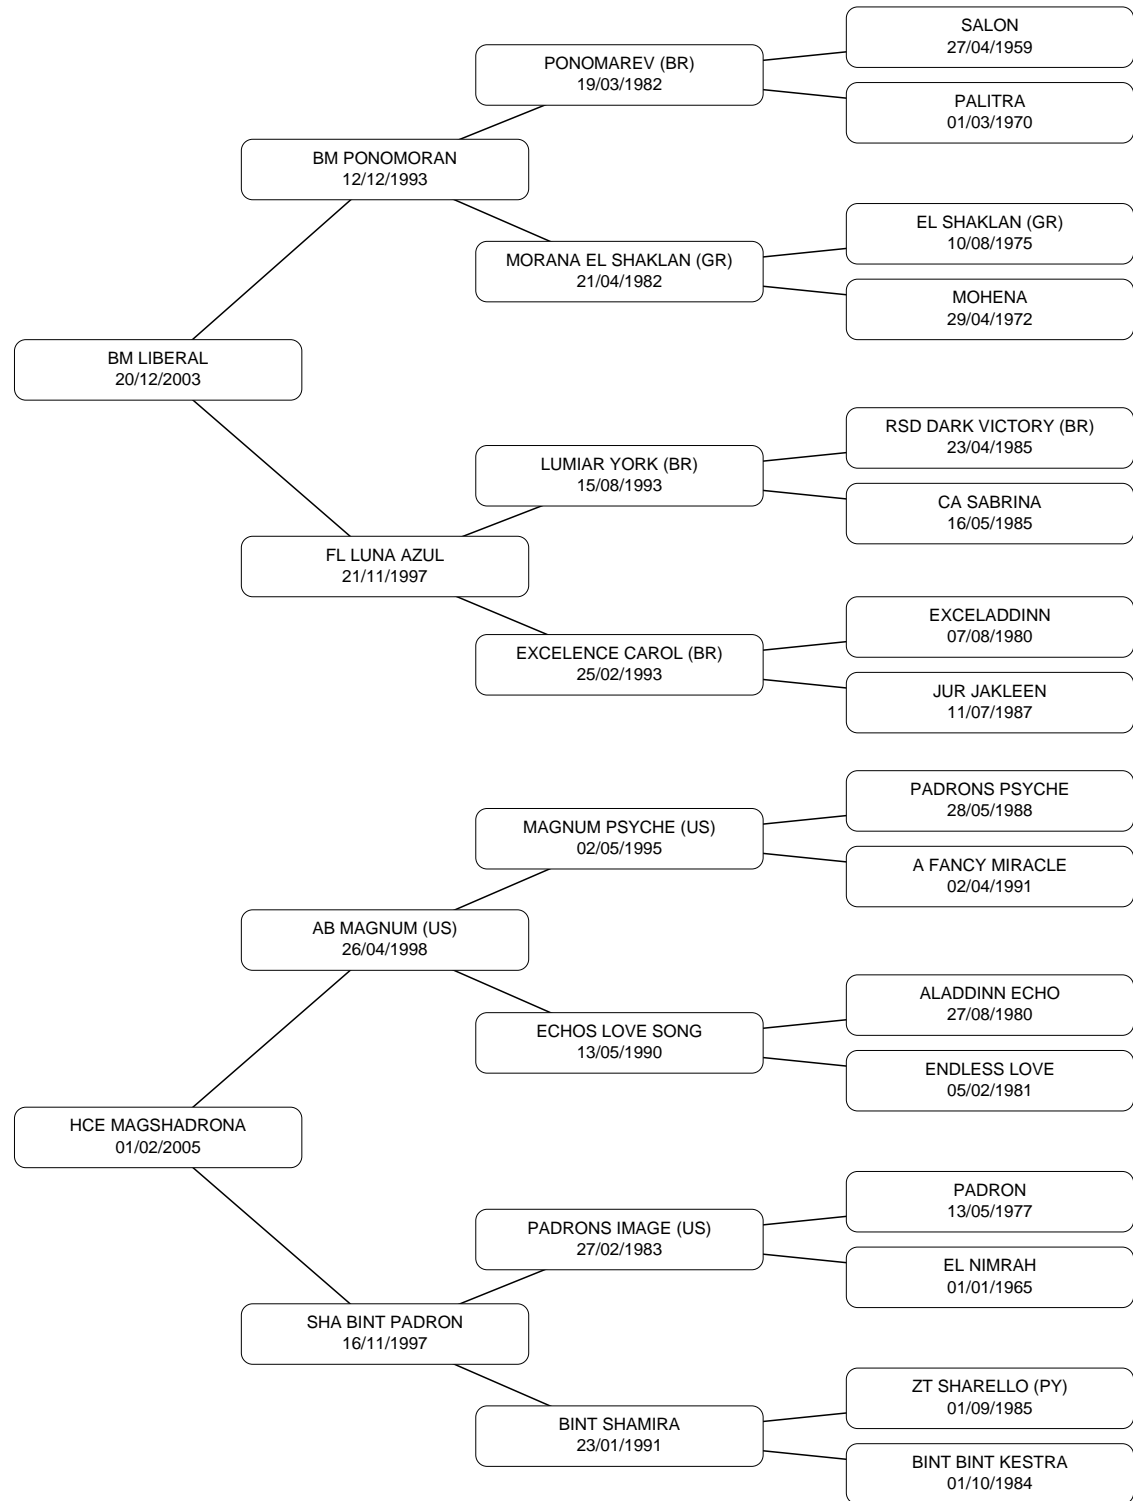 SALON
27/04/1959
PONOMAREV (BR)
19/03/1982
PALITRA
01/03/1970
BM PONOMORAN
12/12/1993
EL SHAKLAN (GR)
10/08/1975
MORANA EL SHAKLAN (GR)
21/04/1982
MOHENA
29/04/1972
BM LIBERAL
20/12/2003
RSD DARK VICTORY (BR)
23/04/1985
LUMIAR YORK (BR)
15/08/1993
CA SABRINA
16/05/1985
FL LUNA AZUL
21/11/1997
EXCELADDINN
07/08/1980
EXCELENCE CAROL (BR)
25/02/1993
JUR JAKLEEN
11/07/1987
PADRONS PSYCHE
28/05/1988
MAGNUM PSYCHE (US)
02/05/1995
A FANCY MIRACLE
02/04/1991
AB MAGNUM (US)
26/04/1998
ALADDINN ECHO
27/08/1980
ECHOS LOVE SONG
13/05/1990
ENDLESS LOVE
05/02/1981
HCE MAGSHADRONA
01/02/2005
PADRON
13/05/1977
PADRONS IMAGE (US)
27/02/1983
EL NIMRAH
01/01/1965
SHA BINT PADRON
16/11/1997
ZT SHARELLO (PY)
01/09/1985
BINT SHAMIRA
23/01/1991
BINT BINT KESTRA
01/10/1984